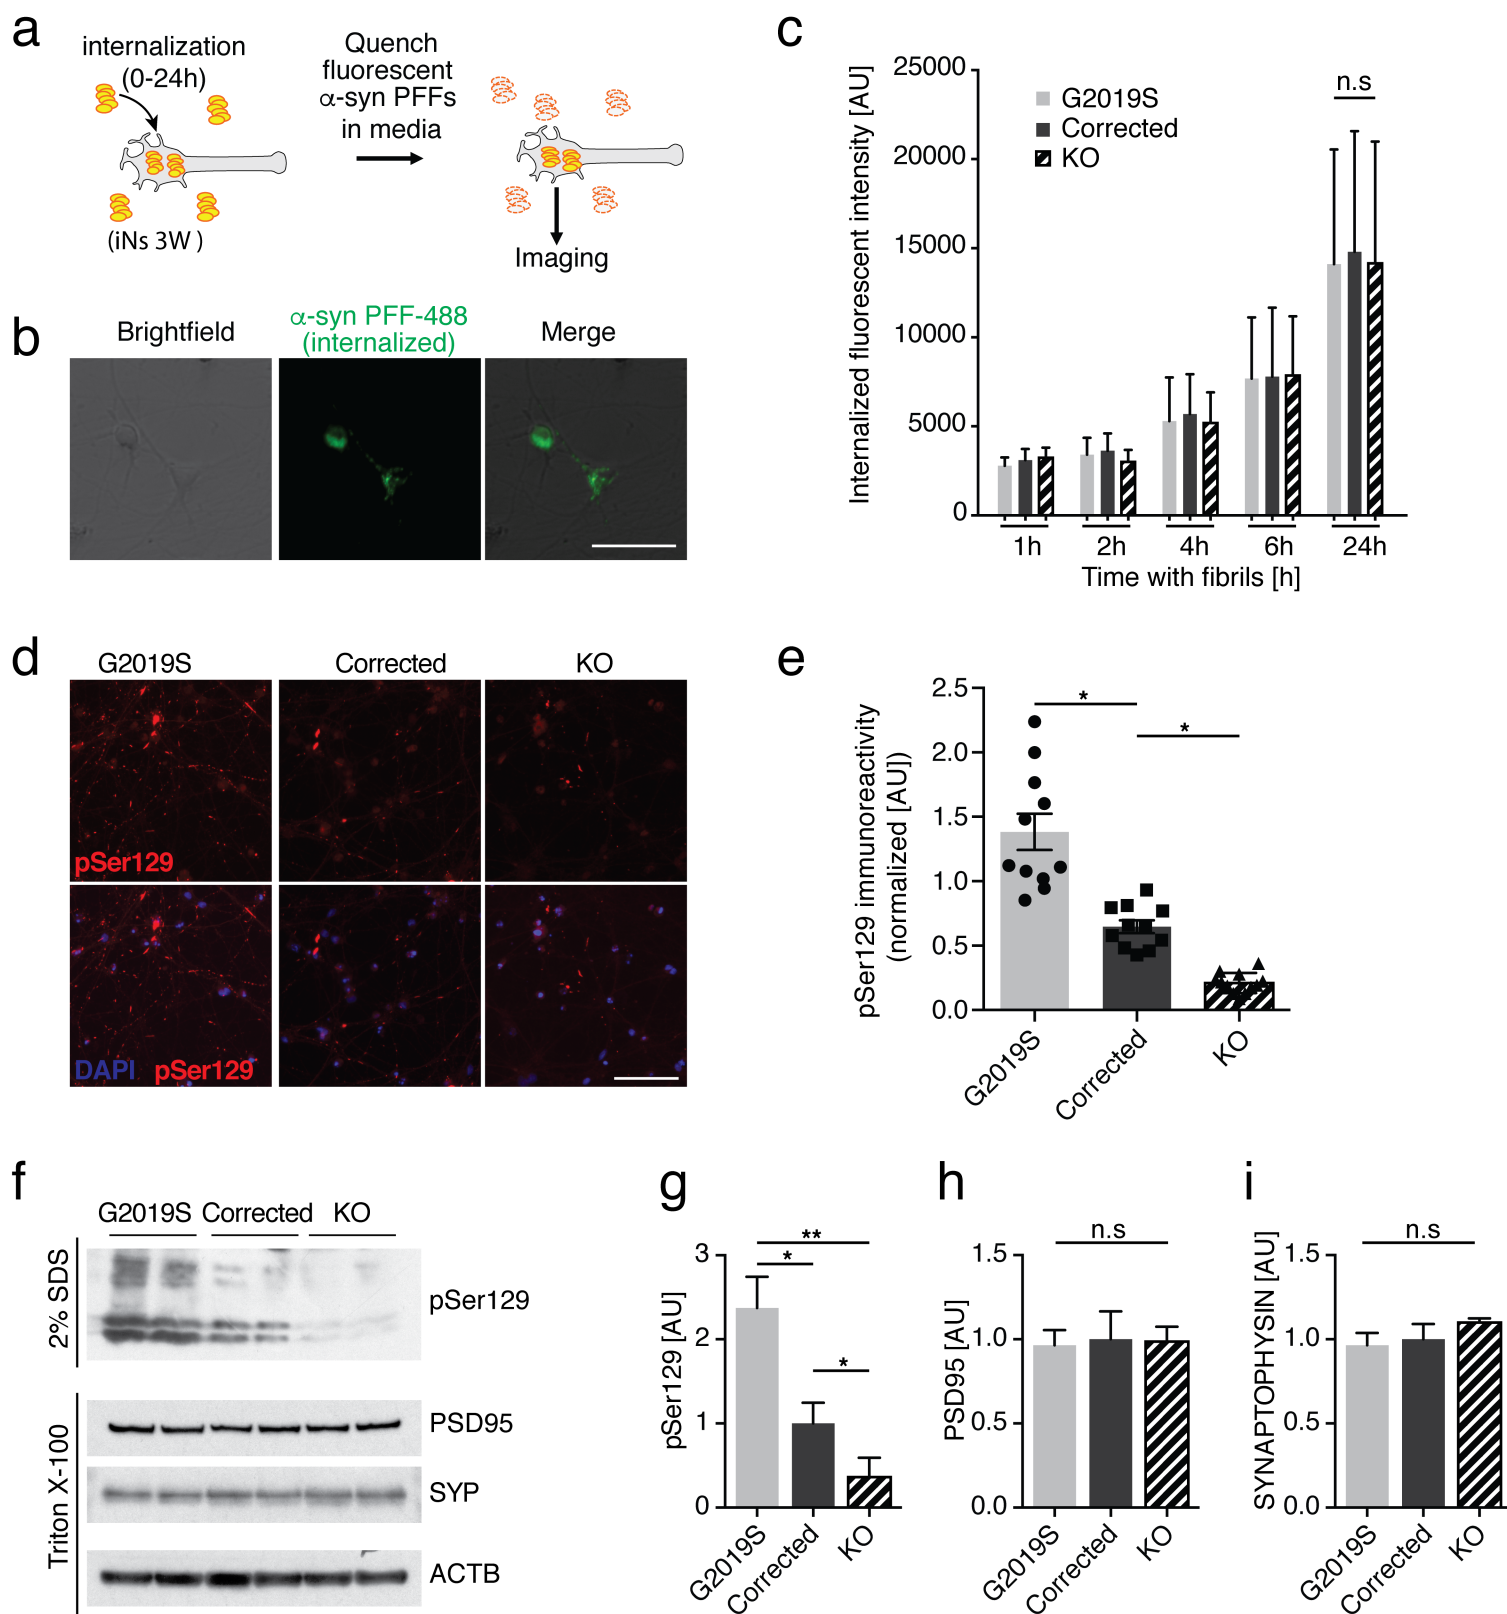 a
internalization
(0-24h)
Quench
fluorescent
α-syn PFFs
in media
(iNs 3W )
Imaging
b
Brightfield
α-syn PFF-488
(internalized)
Merge
c
Internalized fluorescent intensity [AU]
25000
20000
15000
10000
5000
0
G2019S
Corrected
KO
n.s
1h 2h 4h 6h 24h
Time with fibrils [h]
d
G2019S Corrected KO
pSer129
DAPI pSer129
e
pSer129 immunoreactivity
(normalized [AU])
2.5
2.0
1.5
1.0
0.5
0.0
*
*
G2019S
Corrected
KO
f
G2019S Corrected KO
2% SDS
pSer129
Triton X-100
PSD95
SYP
ACTB
g
pSer129 [AU]
3
2
1
0
**
*
*
G2019S
Corrected
KO
h
PSD95 [AU]
1.5
1.0
0.5
0.0
n.s
G2019S
Corrected
KO
i
SYNAPTOPHYSIN [AU]
1.5
1.0
0.5
0.0
n.s
G2019S
Corrected
KO